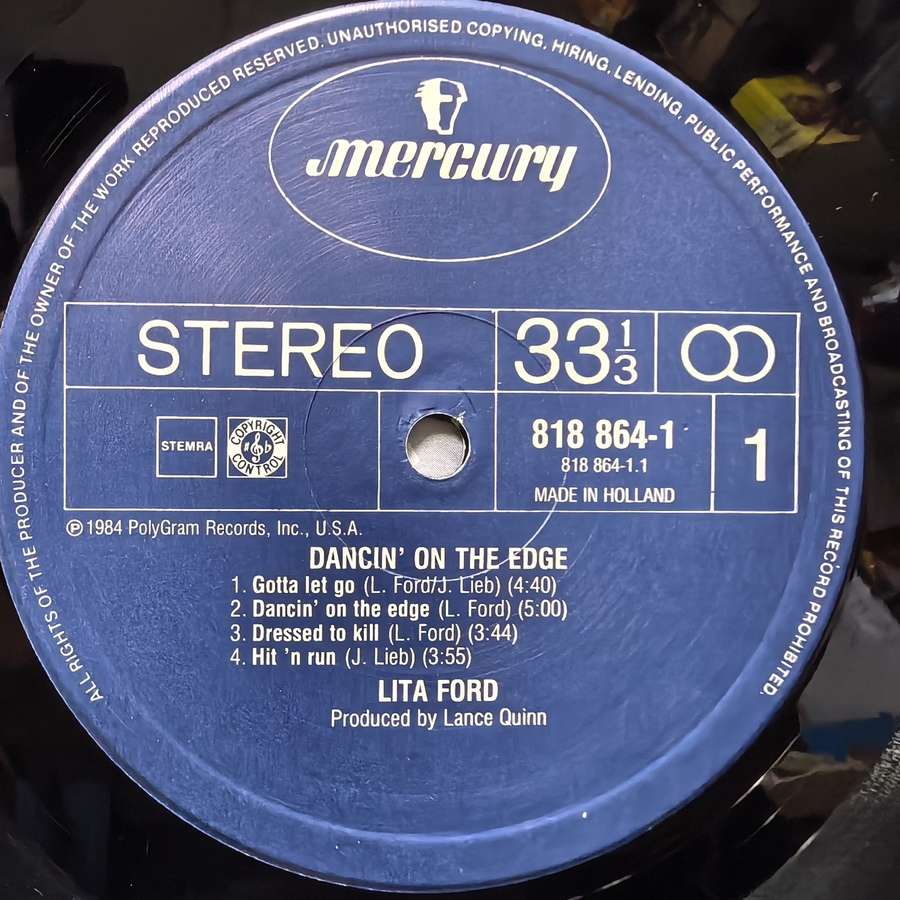 ALL RIGHTS OF THE PRODUCER AND OF THE OWNER OF THE WORK REPRODUCED RESERVED. UNAUTHORISED COPYING, HIRING, LENDING, PUBLIC PERFORMANCE AND BROADCASTING OF THIS RECORD PROHIBITED.
mercury
STEREO
33 1/3
STEMRA
COPYRIGHT CONTROL
818 864-1
818 864-1.1
MADE IN HOLLAND
1
℗ 1984 PolyGram Records, Inc., U.S.A.
DANCIN' ON THE EDGE
1. Gotta let go (L. Ford/J. Lieb) (4:40)
2. Dancin' on the edge (L. Ford) (5:00)
3. Dressed to kill (L. Ford) (3:44)
4. Hit 'n run (J. Lieb) (3:55)
LITA FORD
Produced by Lance Quinn